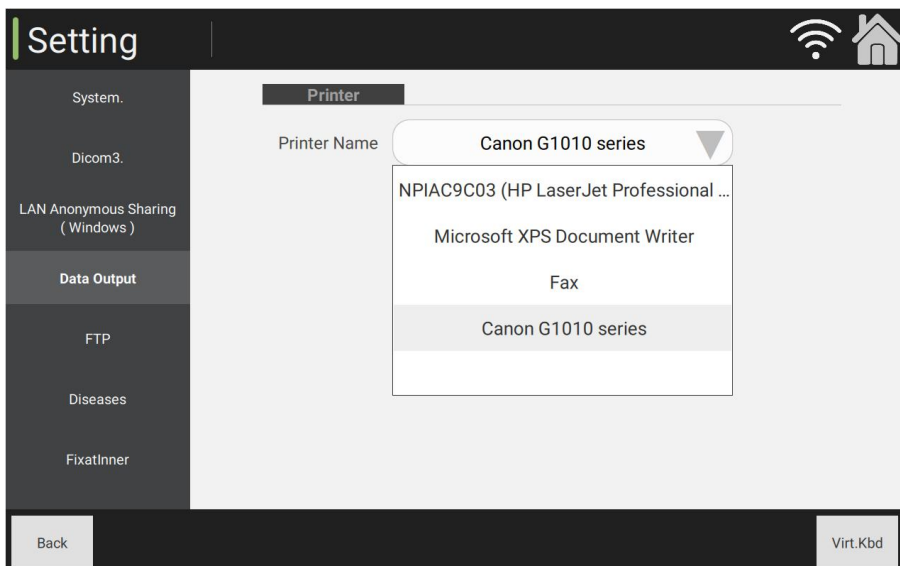 Setting
System.
Dicom3.
LAN Anonymous Sharing
( Windows )
Data Output
FTP
Diseases
FixatInner
Printer
Printer Name
Canon G1010 series
NPIAC9C03 (HP LaserJet Professional ...
Microsoft XPS Document Writer
Fax
Canon G1010 series
Back
Virt.Kbd